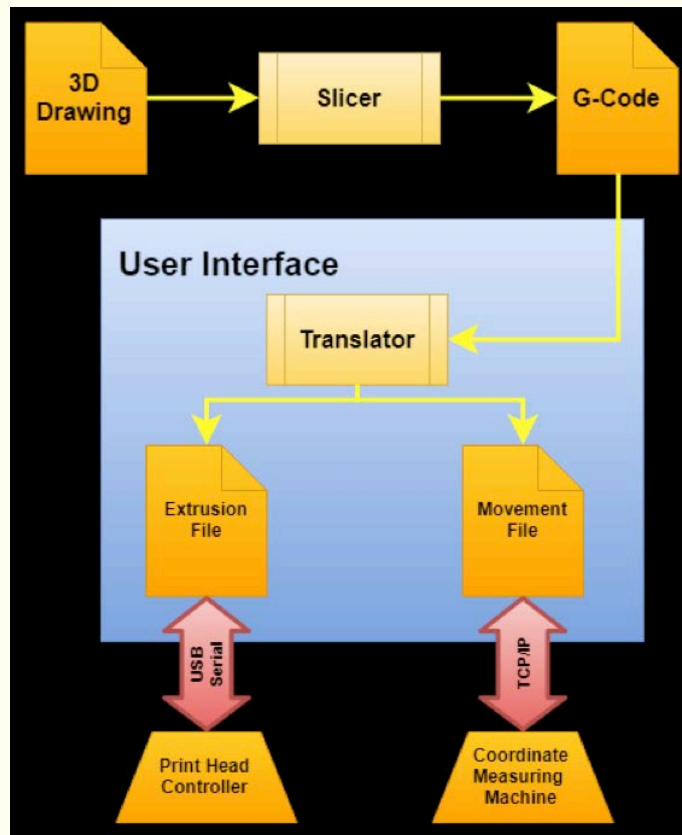 3D
Drawing
Slicer
G-Code
User Interface
Translator
Extrusion
File
Movement
File
USB
Serial
TCP/IP
Print Head
Controller
Coordinate
Measuring
Machine